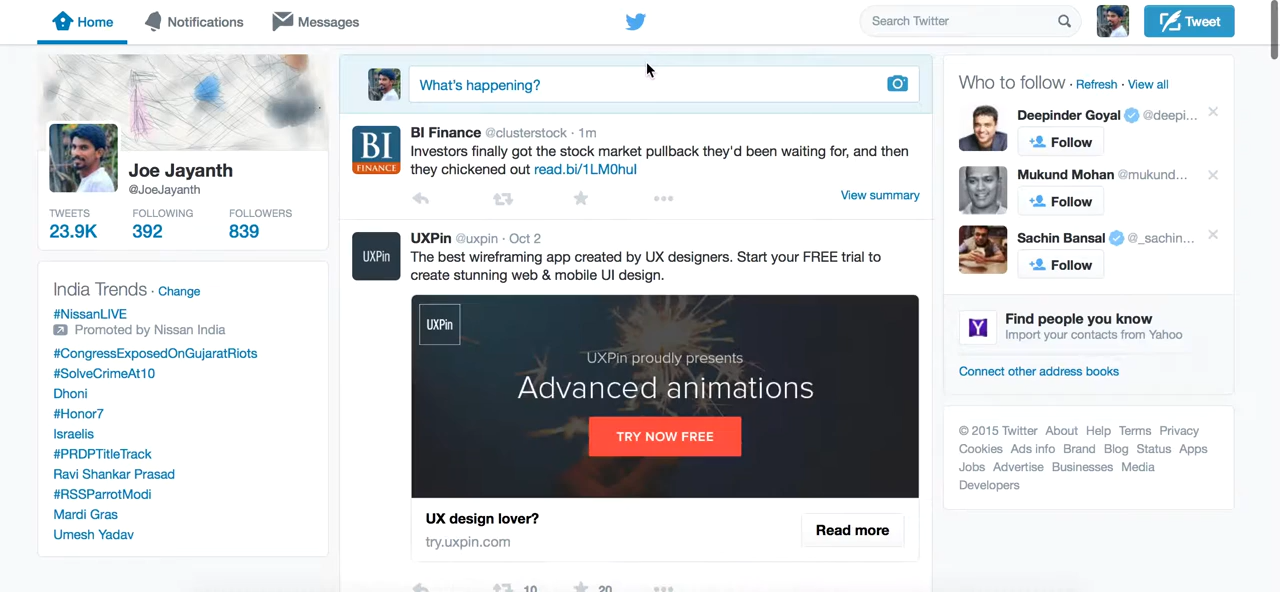 Home
Notifications
Messages
Search Twitter
Tweet
Joe Jayanth
@JoeJayanth
TWEETS FOLLOWING FOLLOWERS
23.9K 392 839
India Trends · Change
#NissanLIVE
Promoted by Nissan India
#CongressExposedOnGujaratRiots
#SolveCrimeAt10
Dhoni
#Honor7
Israelis
#PRDPTitleTrack
Ravi Shankar Prasad
#RSSParrotModi
Mardi Gras
Umesh Yadav
What's happening?
BI
FINANCE
BI Finance @clusterstock · 1m
Investors finally got the stock market pullback they'd been waiting for, and then
they chickened out read.bi/1LM0huI
View summary
UXPin
UXPin @uxpin · Oct 2
The best wireframing app created by UX designers. Start your FREE trial to
create stunning web & mobile UI design.
UXPin
UXPin proudly presents
Advanced animations
TRY NOW FREE
UX design lover?
try.uxpin.com
Read more
10 20
Who to follow · Refresh · View all
Deepinder Goyal @deepi...
Follow
Mukund Mohan @mukund...
Follow
Sachin Bansal @_sachin...
Follow
Find people you know
Import your contacts from Yahoo
Connect other address books
© 2015 Twitter About Help Terms Privacy
Cookies Ads info Brand Blog Status Apps
Jobs Advertise Businesses Media
Developers